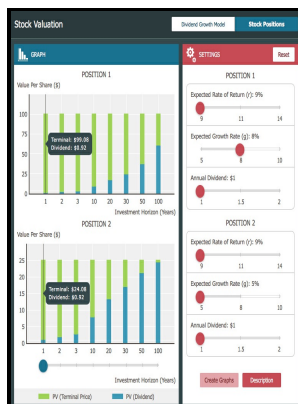 Stock Valuation
Dividend Growth Model
Stock Positions
GRAPH
POSITION 1
Value Per Share ($)
100
75
50
25
0
Terminal: $99.08
Dividend: $0.92
1 2 3 10 20 30 50 100
Investment Horizon (Years)
POSITION 2
Value Per Share ($)
25
20
15
10
5
0
Terminal: $24.08
Dividend: $0.92
1 2 3 10 20 30 50 100
Investment Horizon (Years)
PV (Terminal Price)
PV (Dividend)
SETTINGS
Reset
POSITION 1
Expected Rate of Return (r): 9%
9 11 14
Expected Growth Rate (g): 8%
5 8 10
Annual Dividend: $1
1 1.5 2
POSITION 2
Expected Rate of Return (r): 9%
9 11 14
Expected Growth Rate (g): 5%
5 8 10
Annual Dividend: $1
1 1.5 2
Create Graphs
Description